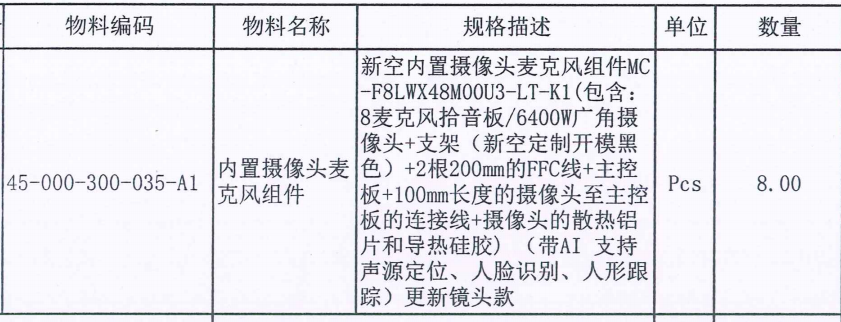 物料编码 物料名称 规格描述 单位 数量
45-000-300-035-A1
内置摄像头麦
克风组件
新空内置摄像头麦克风组件MC
-F8LWX48M00U3-LT-K1(包含:
8麦克风拾音板/6400W广角摄
像头+支架（新空定制开模黑
色）+2根200mm的FFC线+主控
板+100mm长度的摄像头至主控
板的连接线+摄像头的散热铝
片和导热硅胶) （带AI 支持
声源定位、人脸识别、人形跟
踪）更新镜头款
Pcs
8.00